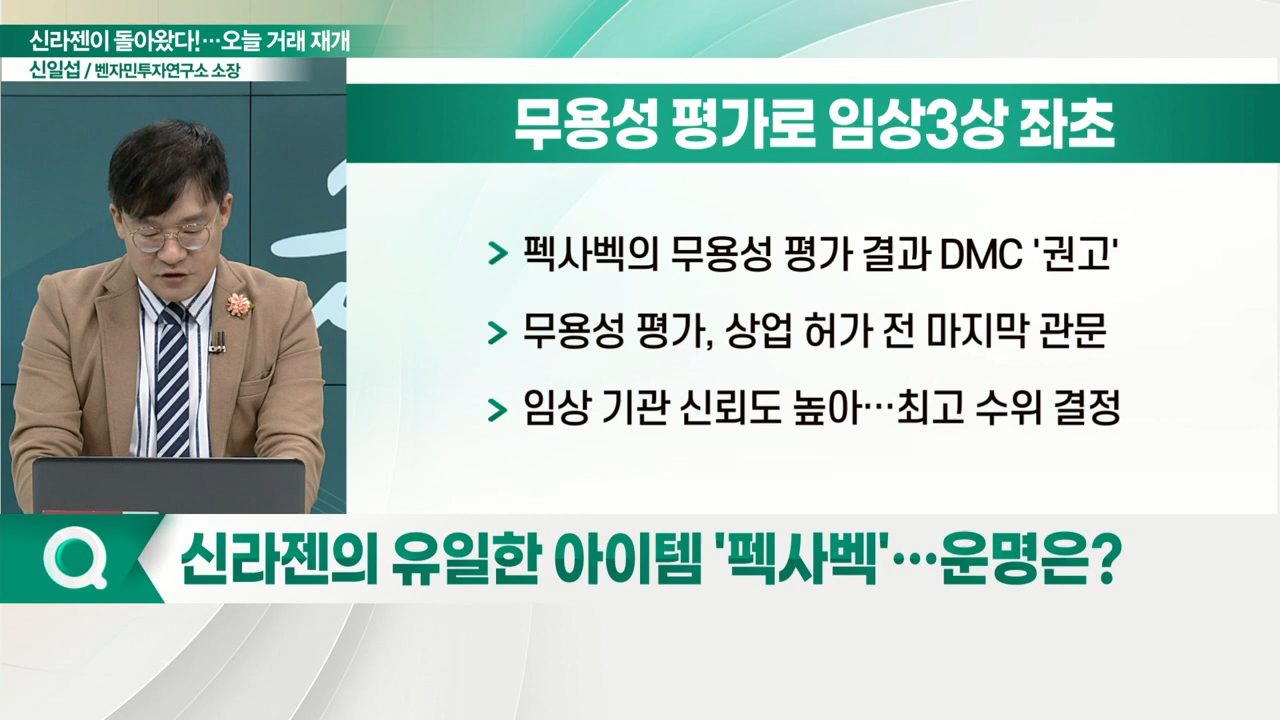 신라젠이 돌아왔다!…오늘 거래 재개
신일섭 / 벤자민투자연구소 소장
무용성 평가로 임상3상 좌초
> 펙사벡의 무용성 평가 결과 DMC '권고'
> 무용성 평가, 상업 허가 전 마지막 관문
> 임상 기관 신뢰도 높아…최고 수위 결정
신라젠의 유일한 아이템 '펙사벡'…운명은?